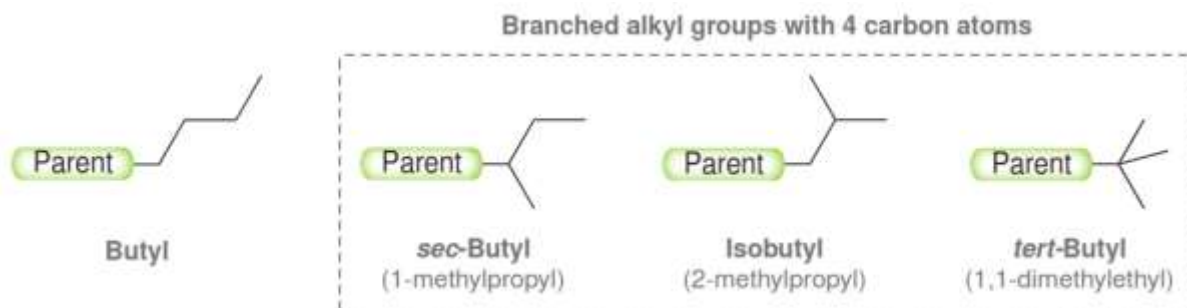 Branched alkyl groups with 4 carbon atoms
Parent Parent Parent Parent
Butyl sec-Butyl Isobutyl tert-Butyl
(1-methylpropyl) (2-methylpropyl) (1,1-dimethylethyl)